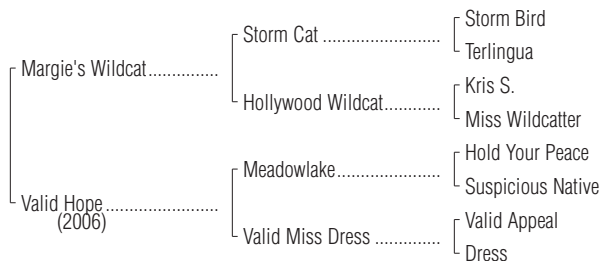 Storm Bird
Storm Cat ..............................
Terlingua
Margie's Wildcat..................
Kris S.
Hollywood Wildcat..............
Miss Wildcatter
Hold Your Peace
Meadowlake..........................
Suspicious Native
Valid Hope .............................
(2006)
Valid Appeal
Valid Miss Dress ................
Dress